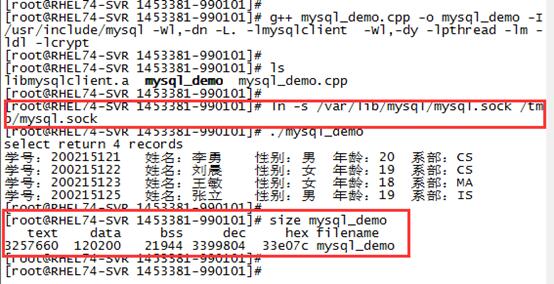 [root@RHEL74-SVR 1453381-990101]#
[root@RHEL74-SVR 1453381-990101]# g++ mysql_demo.cpp -o mysql_demo -I
/usr/include/mysql -Wl,-dn -L. -lmysqlclient  -Wl,-dy -lpthread -lm -
ldl -lcrypt
[root@RHEL74-SVR 1453381-990101]# ls
libmysqlclient.a  mysql_demo  mysql_demo.cpp
[root@RHEL74-SVR 1453381-990101]# ln -s /var/lib/mysql/mysql.sock /tm
p/mysql.sock
[root@RHEL74-SVR 1453381-990101]# ./mysql_demo
select return 4 records
学号: 200215121  姓名: 李勇  性别: 男  年龄: 20  系部: CS
学号: 200215122  姓名: 刘晨  性别: 女  年龄: 19  系部: CS
学号: 200215123  姓名: 王敏  性别: 女  年龄: 18  系部: MA
学号: 200215125  姓名: 张立  性别: 男  年龄: 19  系部: IS
[root@RHEL74-SVR 1453381-990101]#
[root@RHEL74-SVR 1453381-990101]# size mysql_demo
text    data     bss     dec     hex filename
3257660  120200   21944 3399804  33e07c mysql_demo
[root@RHEL74-SVR 1453381-990101]#
[root@RHEL74-SVR 1453381-990101]#